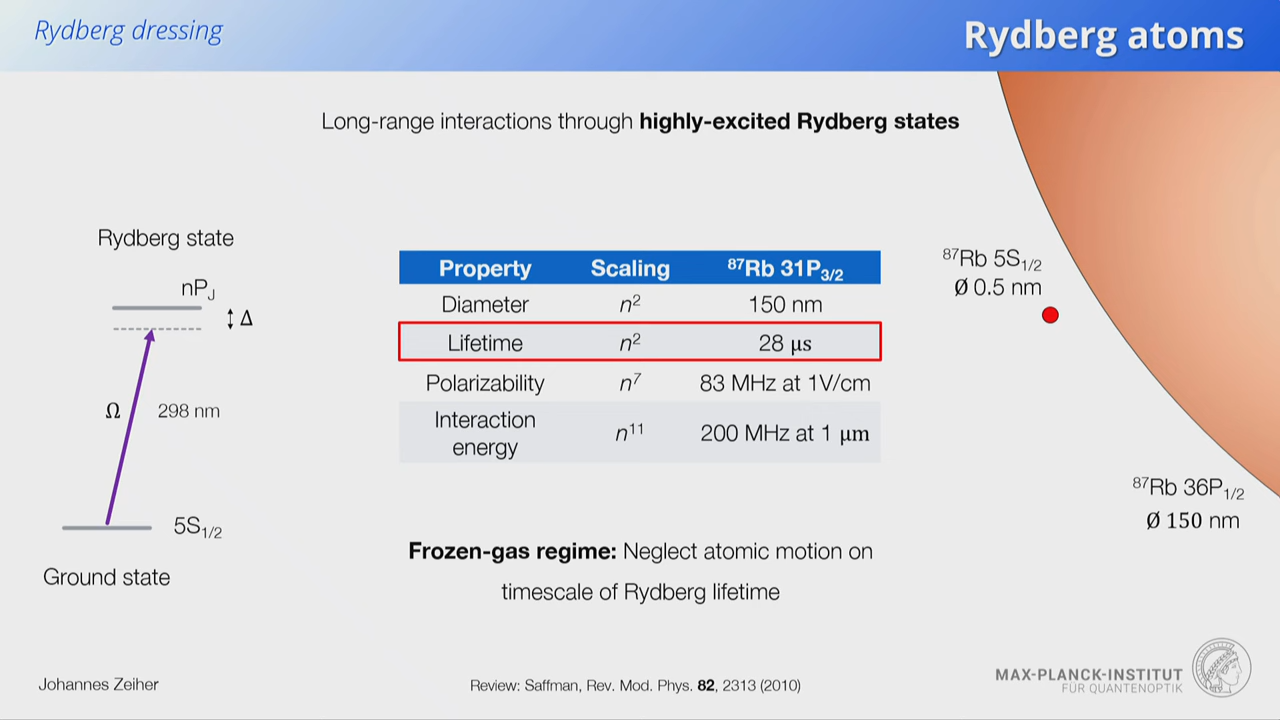 Rydberg dressing
Rydberg atoms
Long-range interactions through highly-excited Rydberg states
Rydberg state
nPJ
Δ
Ω
298 nm
5S1/2
Ground state
Property Scaling 87Rb 31P3/2
Diameter n2 150 nm
Lifetime n2 28 μs
Polarizability n7 83 MHz at 1V/cm
Interaction
energy n11 200 MHz at 1 μm
87Rb 5S1/2
Ø 0.5 nm
87Rb 36P1/2
Ø 150 nm
Frozen-gas regime: Neglect atomic motion on
timescale of Rydberg lifetime
Johannes Zeiher
Review: Saffman, Rev. Mod. Phys. 82, 2313 (2010)
MAX-PLANCK-INSTITUT
FÜR QUANTENOPTIK